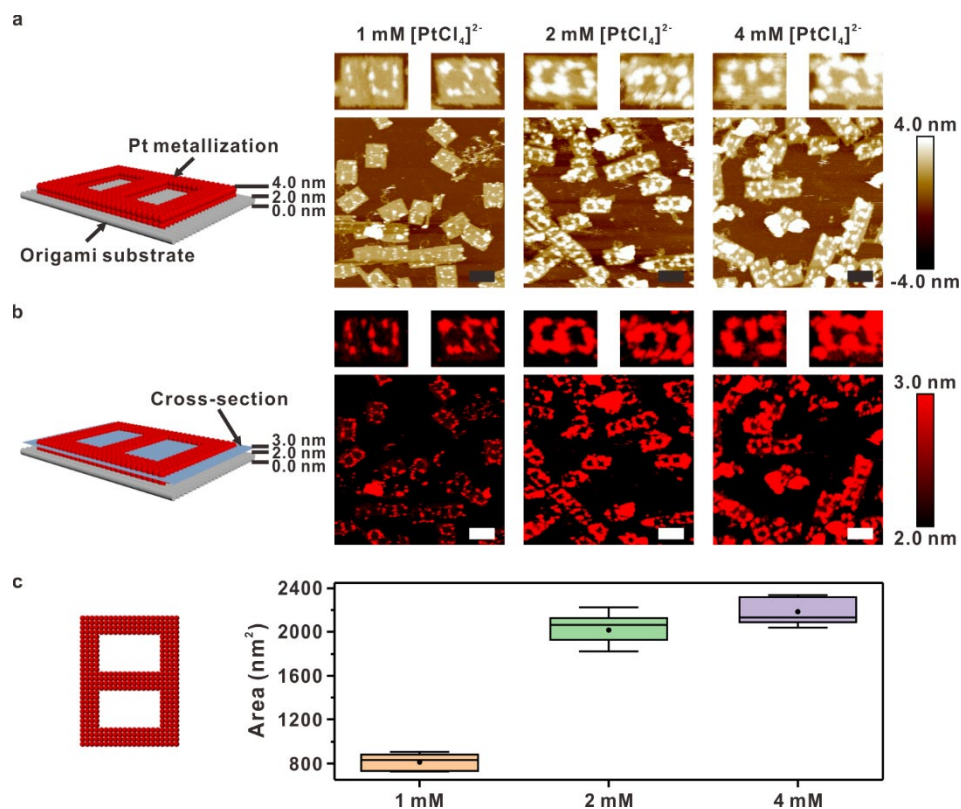 a
1 mM [PtCl₄]²⁻
2 mM [PtCl₄]²⁻
4 mM [PtCl₄]²⁻
Pt metallization
4.0 nm
2.0 nm
0.0 nm
Origami substrate
4.0 nm
-4.0 nm
b
Cross-section
3.0 nm
2.0 nm
0.0 nm
3.0 nm
2.0 nm
c
Area (nm²)
2400
2000
1600
1200
800
1 mM
2 mM
4 mM